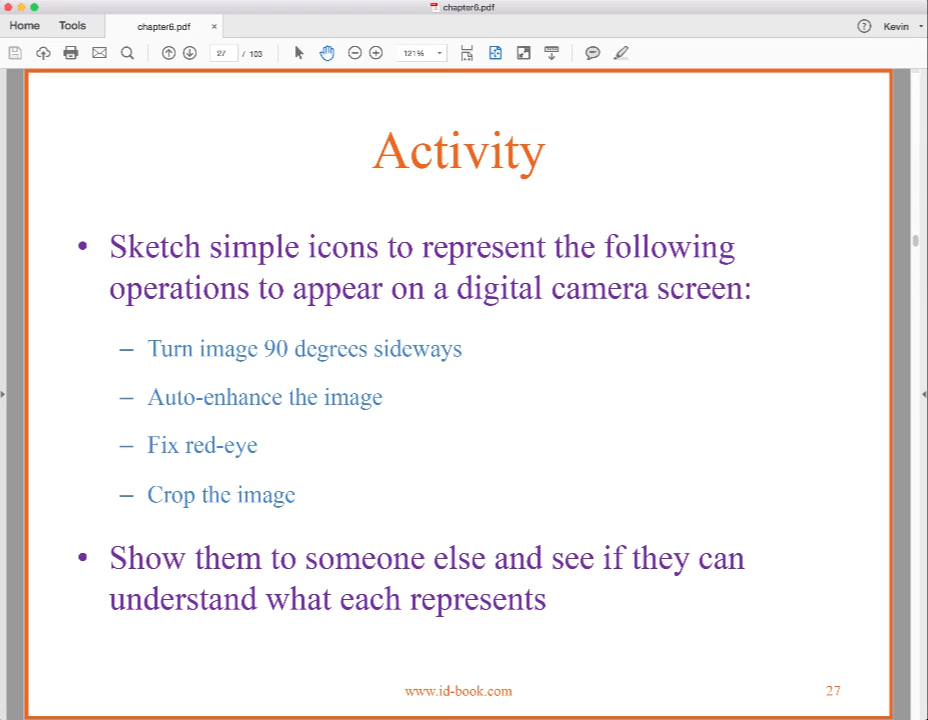 chapter6.pdf
Home Tools chapter6.pdf × ? Kevin
27 / 103 121%
Activity
• Sketch simple icons to represent the following
operations to appear on a digital camera screen:
– Turn image 90 degrees sideways
– Auto-enhance the image
– Fix red-eye
– Crop the image
• Show them to someone else and see if they can
understand what each represents
www.id-book.com 27